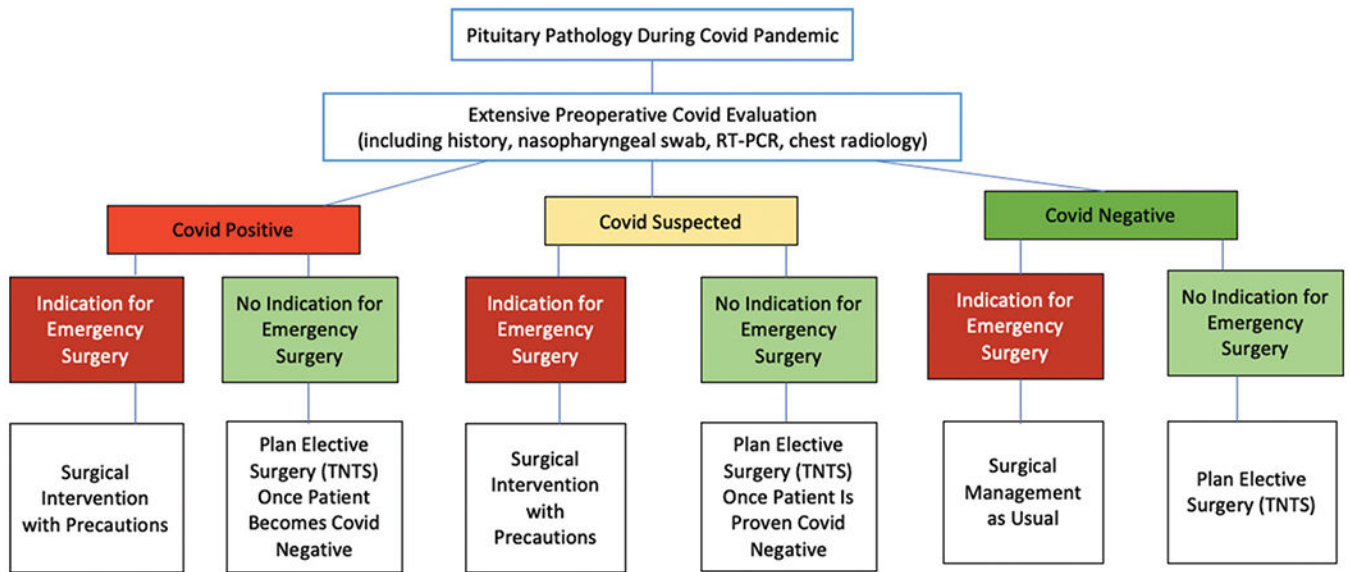 Pituitary Pathology During Covid Pandemic
Extensive Preoperative Covid Evaluation
(including history, nasopharyngeal swab, RT-PCR, chest radiology)
Covid Positive
Covid Suspected
Covid Negative
Indication for
Emergency
Surgery
No Indication for
Emergency
Surgery
Indication for
Emergency
Surgery
No Indication for
Emergency
Surgery
Indication for
Emergency
Surgery
No Indication for
Emergency
Surgery
Surgical
Intervention
with Precautions
Plan Elective
Surgery (TNTS)
Once Patient
Becomes Covid
Negative
Surgical
Intervention
with
Precautions
Plan Elective
Surgery (TNTS)
Once Patient Is
Proven Covid
Negative
Surgical
Management
as Usual
Plan Elective
Surgery (TNTS)